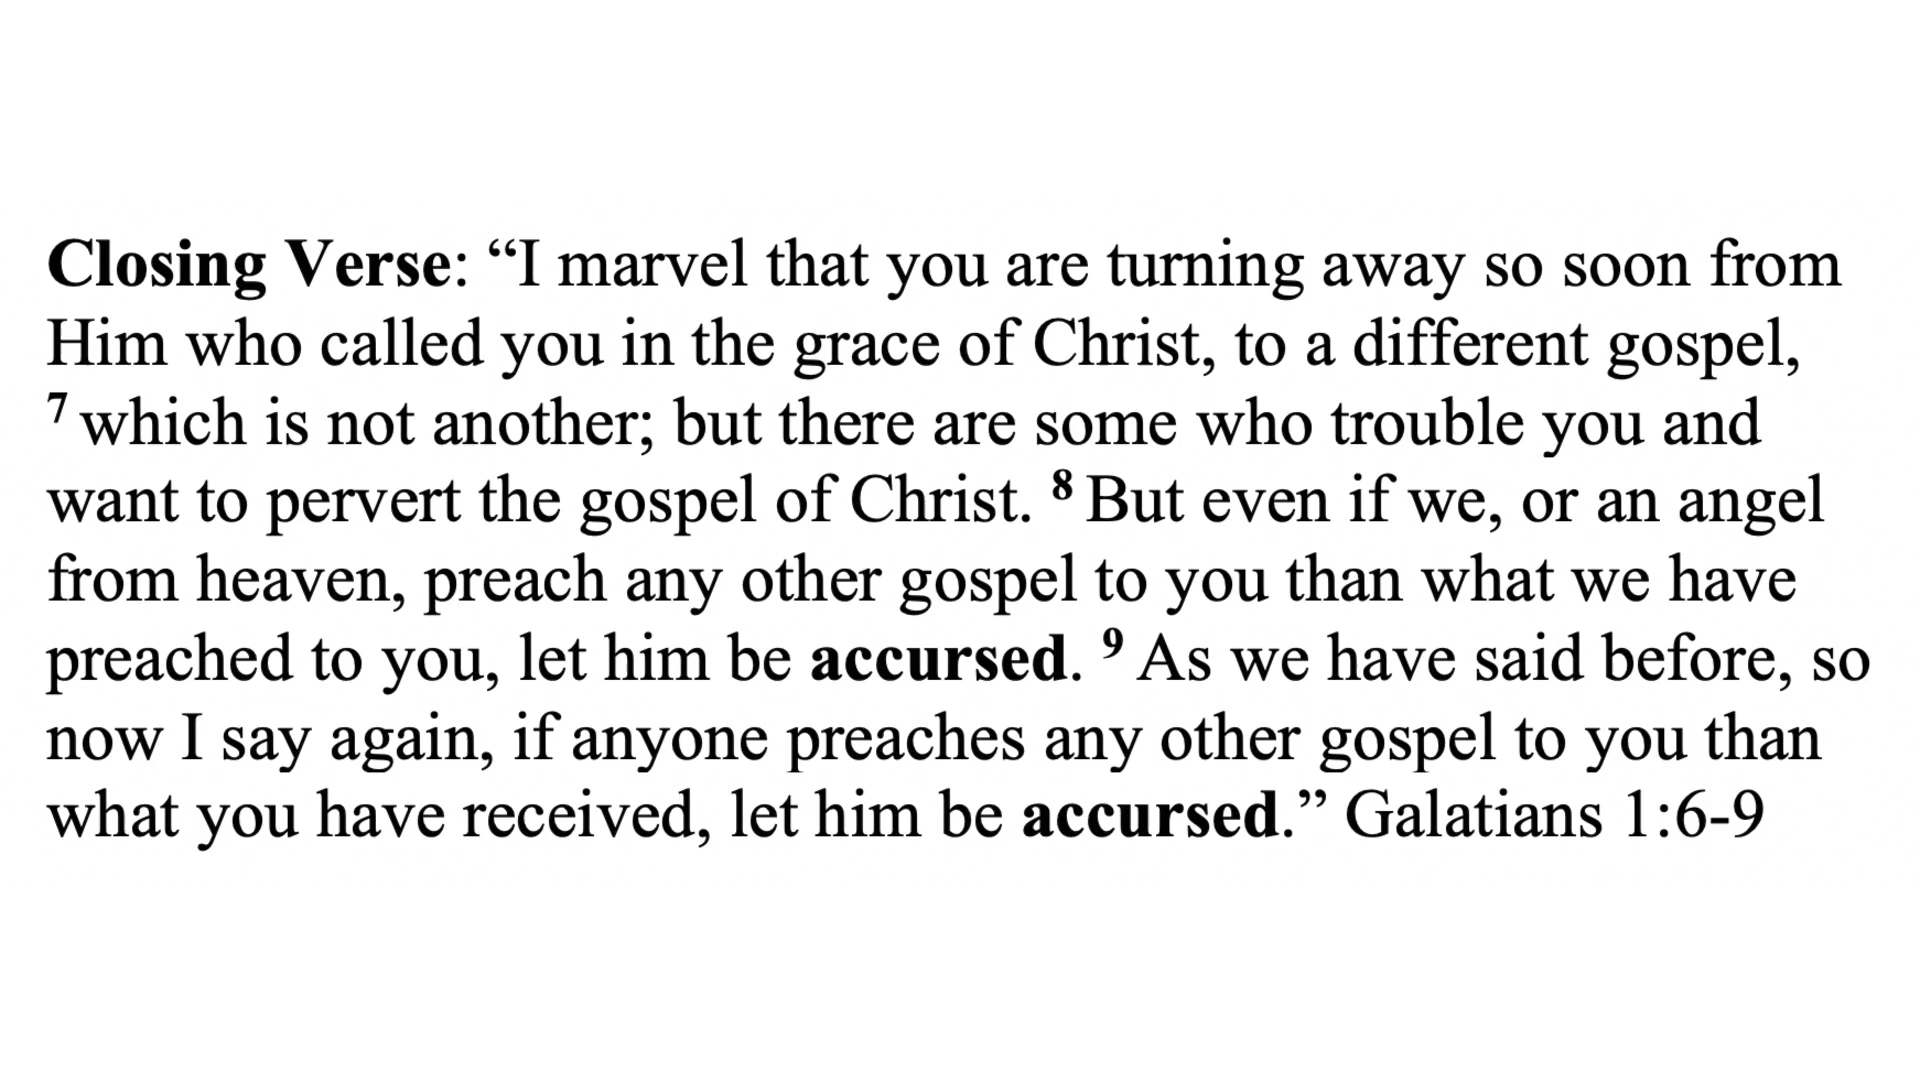 Closing Verse: “I marvel that you are turning away so soon from
Him who called you in the grace of Christ, to a different gospel,
7 which is not another; but there are some who trouble you and
want to pervert the gospel of Christ. 8 But even if we, or an angel
from heaven, preach any other gospel to you than what we have
preached to you, let him be accursed. 9 As we have said before, so
now I say again, if anyone preaches any other gospel to you than
what you have received, let him be accursed.” Galatians 1:6-9